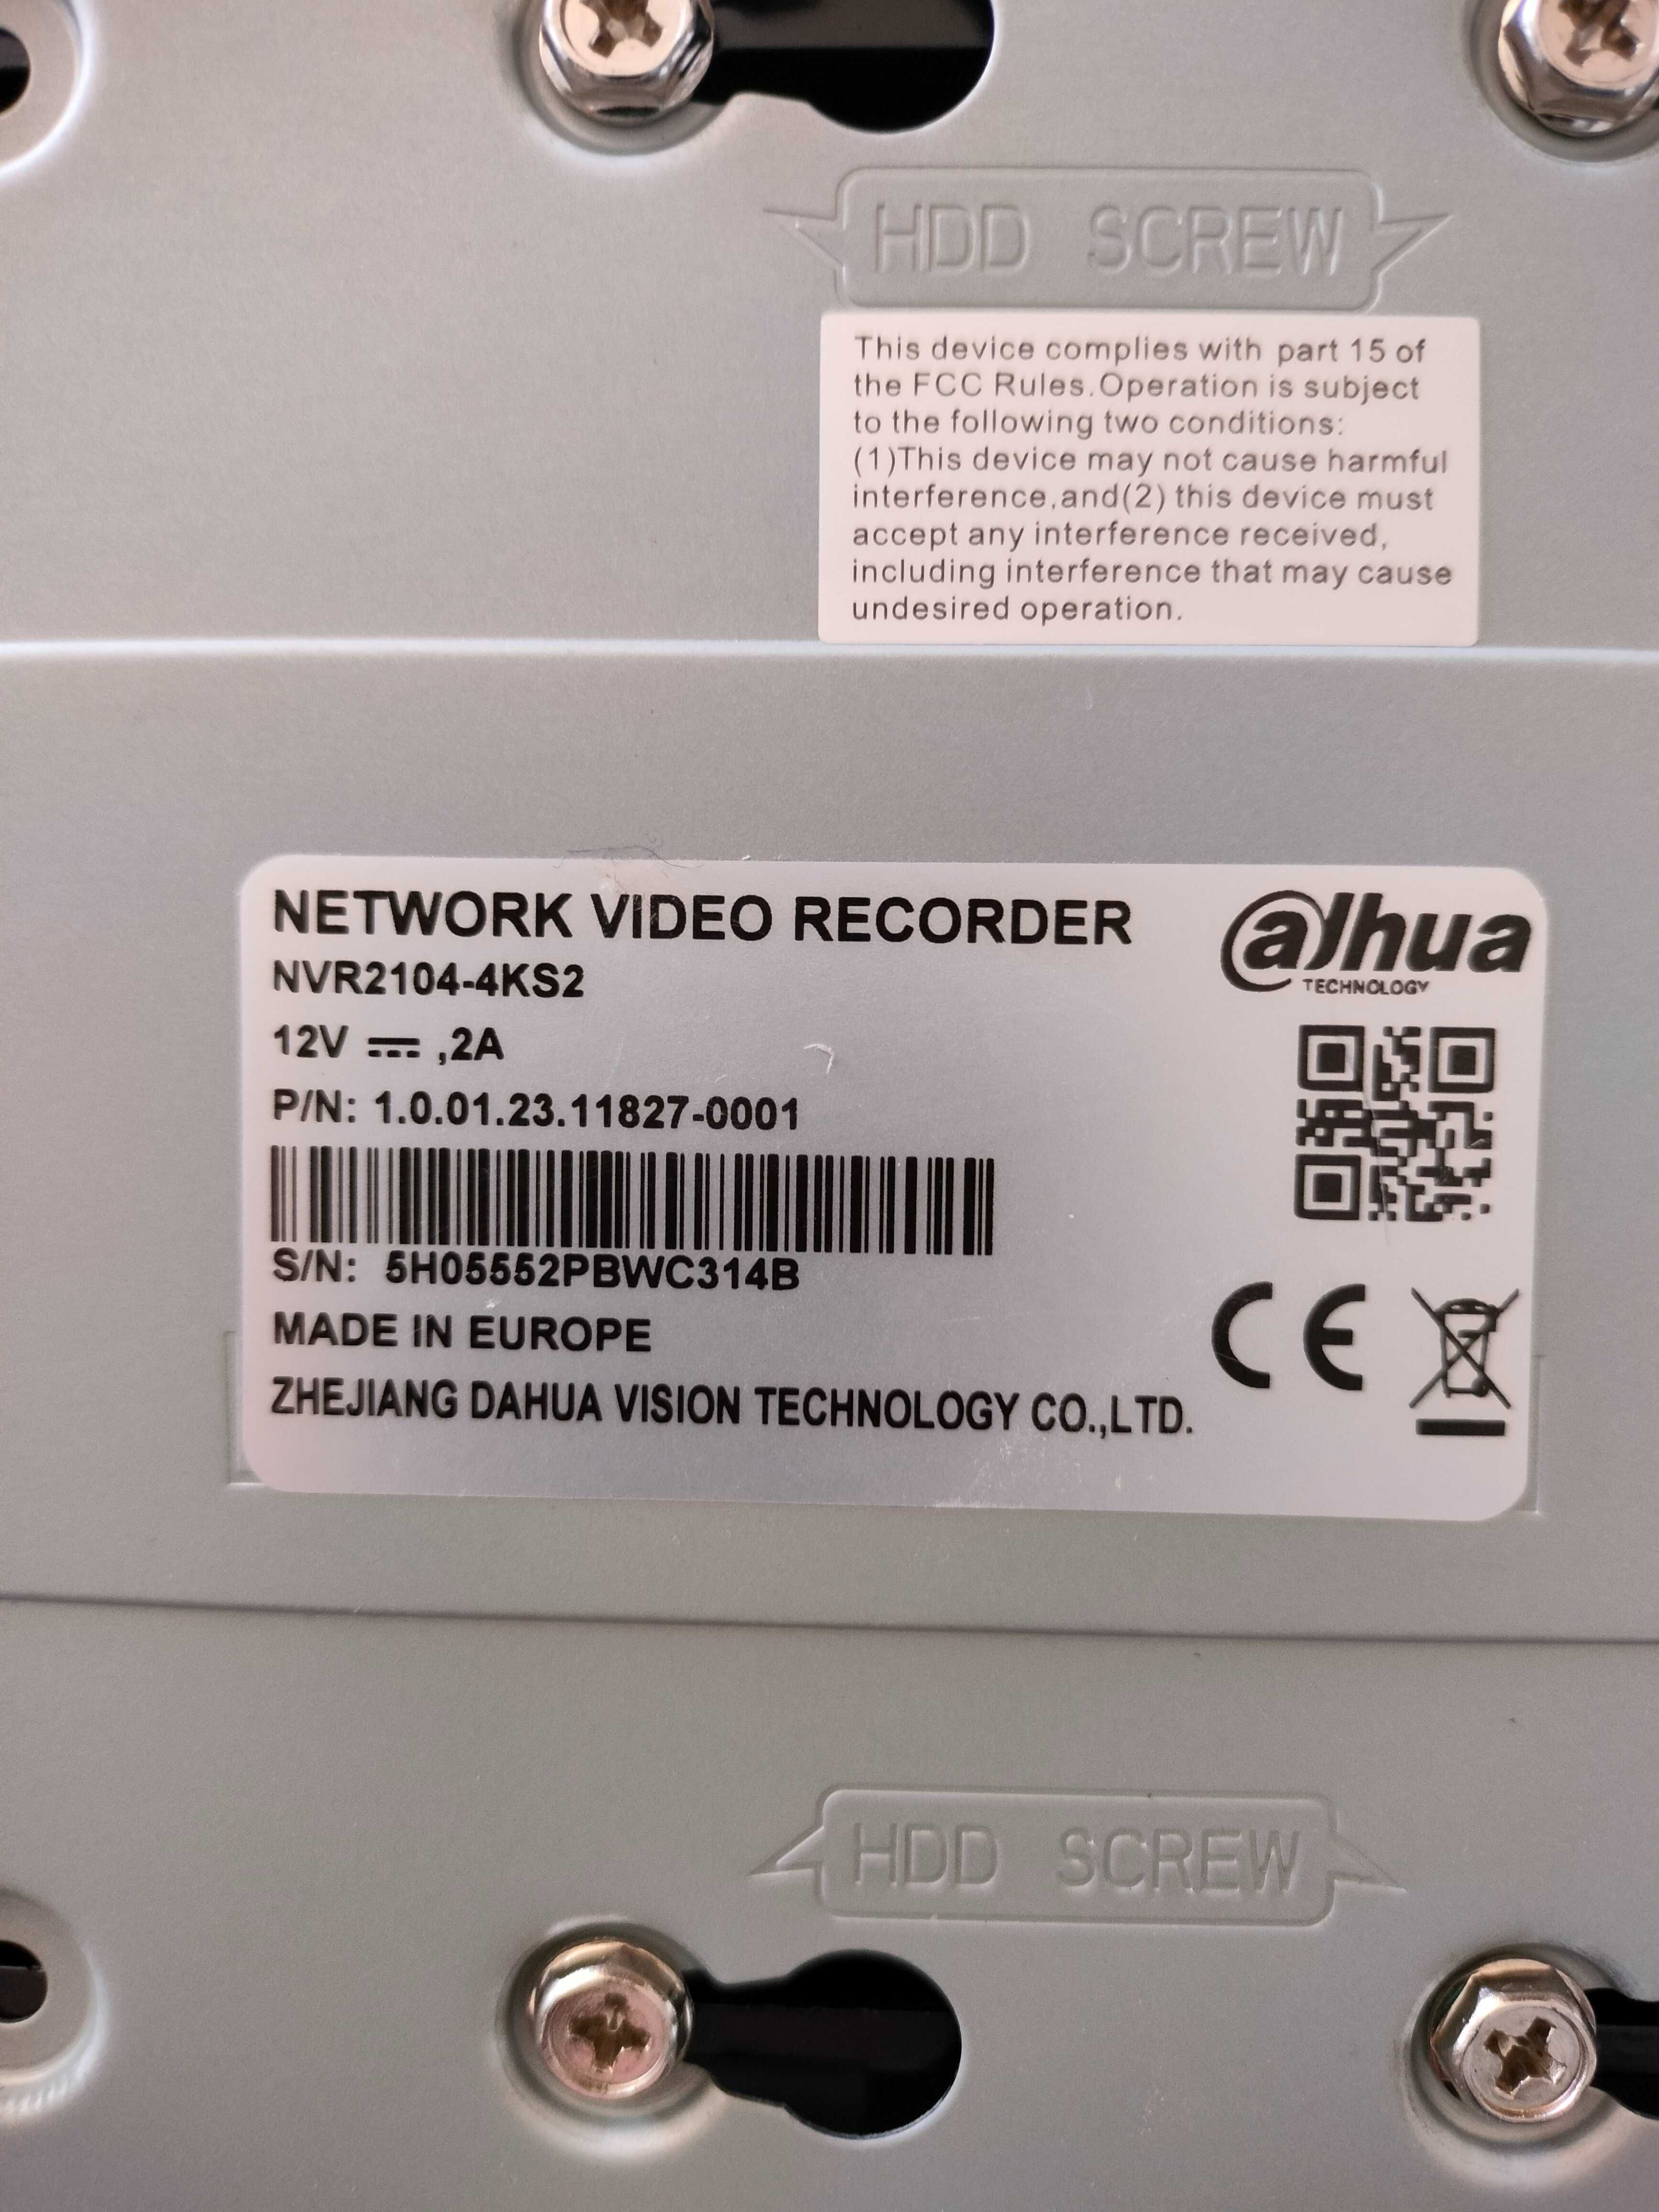 HDD SCREW
This device complies with part 15 of
the FCC Rules.Operation is subject
to the following two conditions:
(1)This device may not cause harmful
interference,and(2) this device must
accept any interference received,
including interference that may cause
undesired operation.
NETWORK VIDEO RECORDER
alhua
TECHNOLOGY
NVR2104-4KS2
12V ⎓ ,2A
P/N: 1.0.01.23.11827-0001
S/N: 5H05552PBWC314B
MADE IN EUROPE
ZHEJIANG DAHUA VISION TECHNOLOGY CO.,LTD.
CE
HDD SCREW